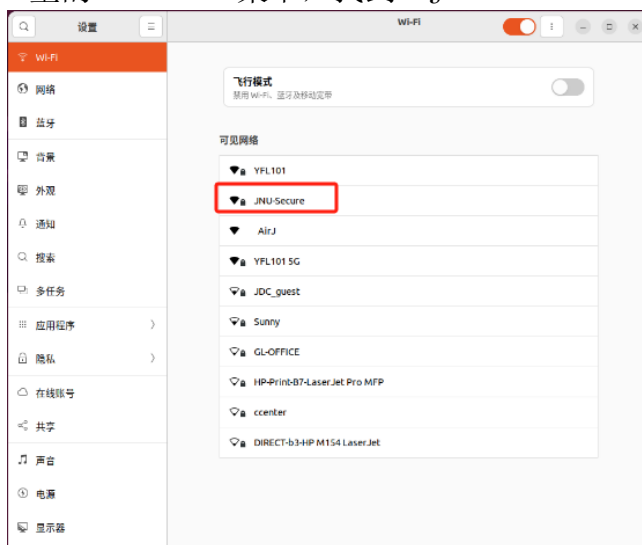 设置
Wi-Fi
Wi-Fi
网络
蓝牙
背景
外观
通知
搜索
多任务
应用程序
隐私
在线账号
共享
声音
电源
显示器
飞行模式
禁用 Wi-Fi、蓝牙及移动宽带
可见网络
YFL101
JNU-Secure
AirJ
YFL101 5G
JDC_guest
Sunny
GL-OFFICE
HP-Print-B7-LaserJet Pro MFP
ccenter
DIRECT-b3-HP M154 LaserJet